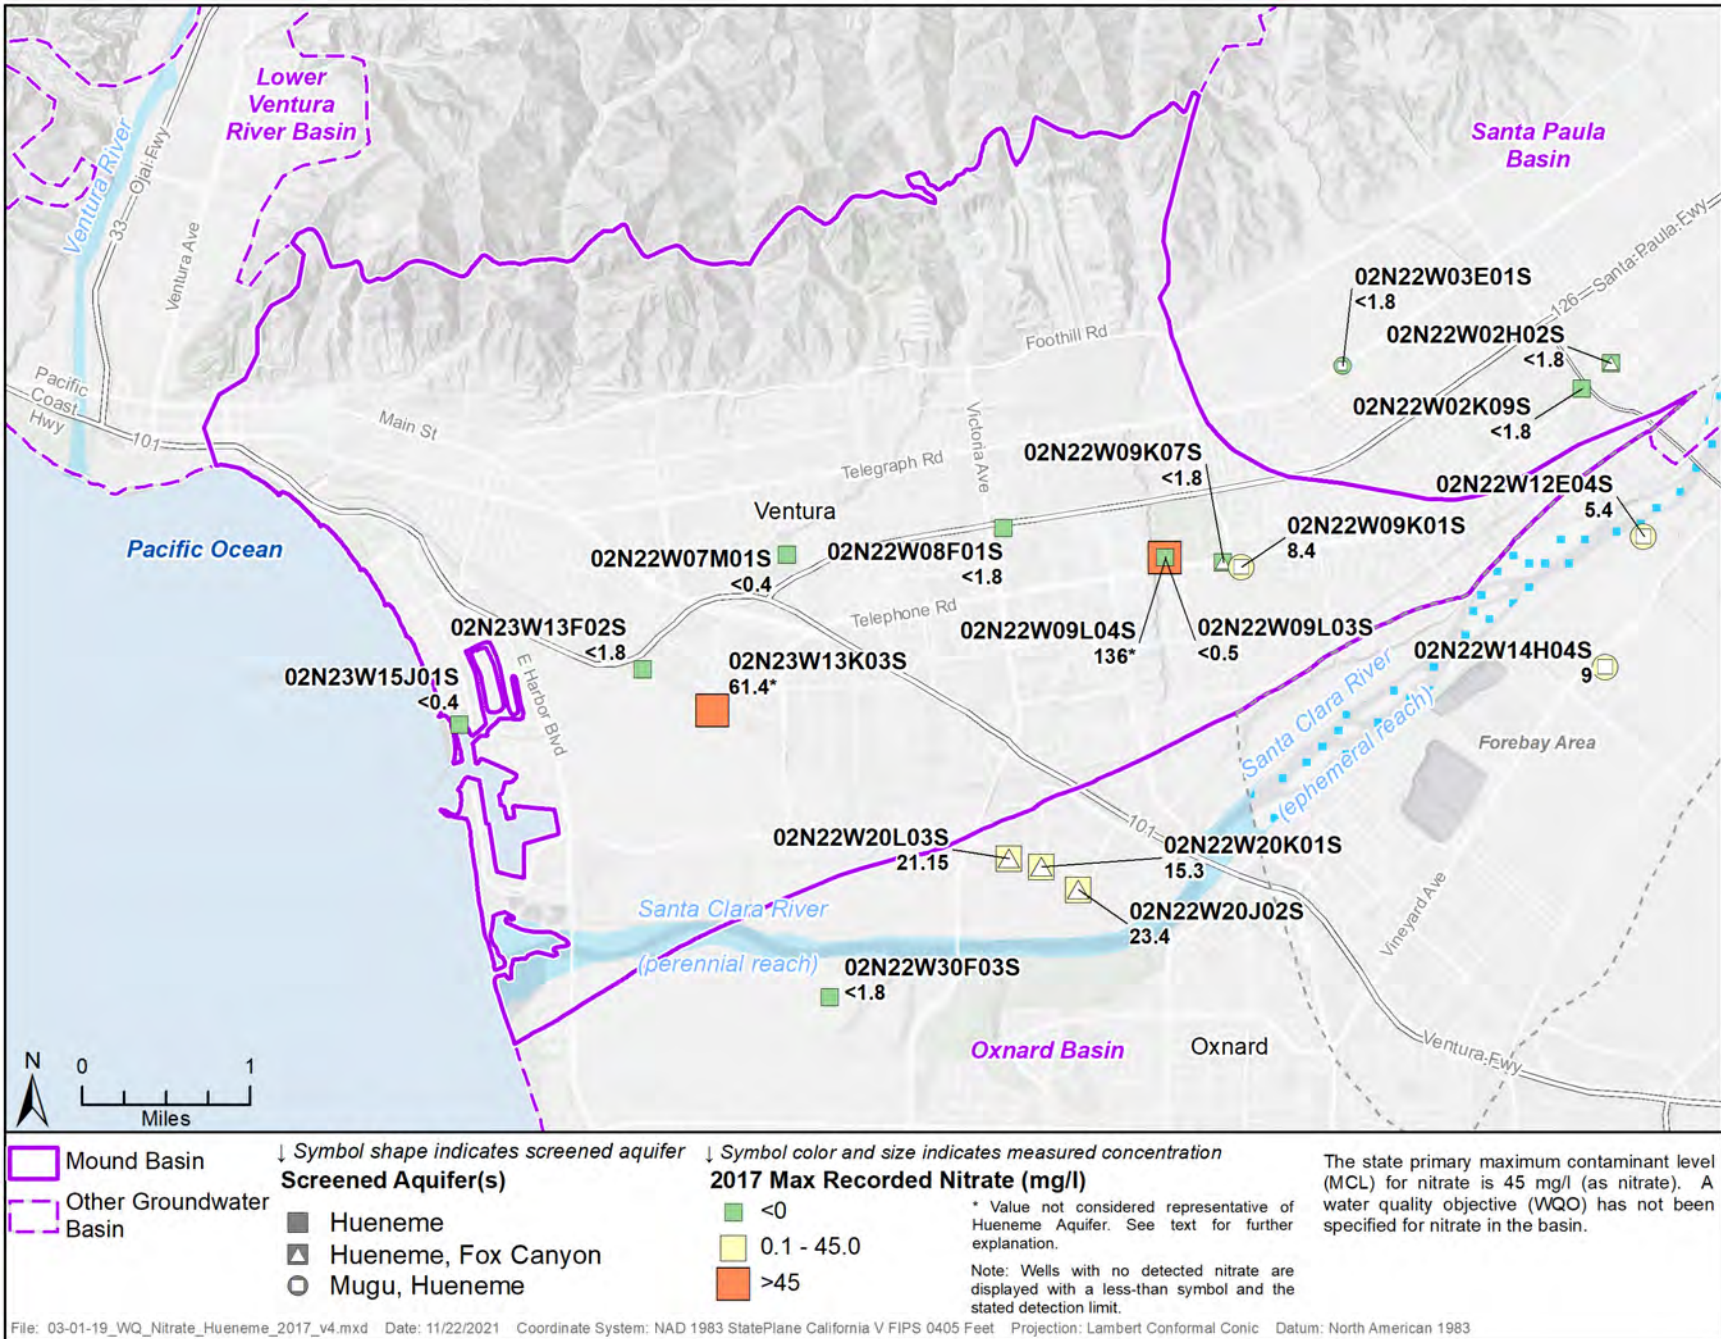 Lower
Ventura
River Basin
Santa Paula
Basin
Ventura River
33
Ojai Fwy
Ventura Ave
126
Santa Paula Fwy
02N22W03E01S
<1.8
02N22W02H02S
<1.8
Foothill Rd
Pacific
Coast
Hwy
101
Main St
Victoria Ave
02N22W02K09S
<1.8
Telegraph Rd
02N22W09K07S
<1.8
02N22W12E04S
5.4
Ventura
Pacific Ocean
02N22W07M01S
<0.4
02N22W08F01S
<1.8
02N22W09K01S
8.4
Telephone Rd
02N23W13F02S
<1.8
02N22W09L04S
136*
02N22W09L03S
<0.5
02N23W15J01S
<0.4
E Harbor Blvd
02N23W13K03S
61.4*
02N22W14H04S
9
Santa Clara River
(ephemeral reach)
Forebay Area
101
02N22W20L03S
21.15
02N22W20K01S
15.3
02N22W20J02S
23.4
Vineyard Ave
Santa Clara River
(perennial reach)
02N22W30F03S
<1.8
Oxnard Basin
Oxnard
Ventura Fwy
N
0 1
Miles
Mound Basin
Other Groundwater
Basin
↓ Symbol shape indicates screened aquifer
Screened Aquifer(s)
Hueneme
Hueneme, Fox Canyon
Mugu, Hueneme
↓ Symbol color and size indicates measured concentration
2017 Max Recorded Nitrate (mg/l)
<0
0.1 - 45.0
>45
* Value not considered representative of
Hueneme Aquifer. See text for further
explanation.
Note: Wells with no detected nitrate are
displayed with a less-than symbol and the
stated detection limit.
The state primary maximum contaminant level
(MCL) for nitrate is 45 mg/l (as nitrate). A
water quality objective (WQO) has not been
specified for nitrate in the basin.
File: 03-01-19_WQ_Nitrate_Hueneme_2017_v4.mxd Date: 11/22/2021 Coordinate System: NAD 1983 StatePlane California V FIPS 0405 Feet Projection: Lambert Conformal Conic Datum: North American 1983